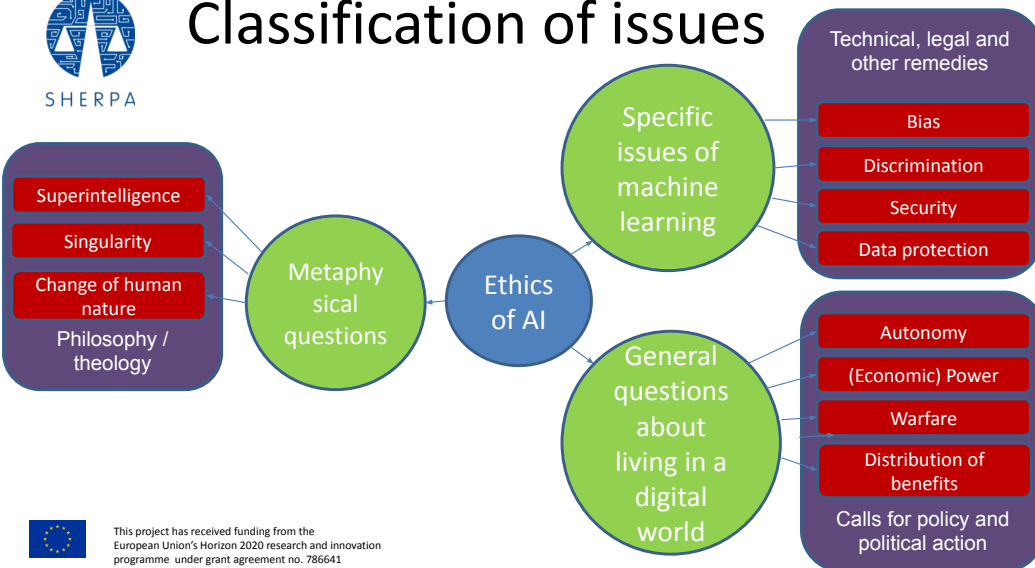 Classification of issues
SHERPA
Technical, legal and
other remedies
Bias
Discrimination
Security
Data protection
Specific
issues of
machine
learning
Superintelligence
Singularity
Change of human
nature
Philosophy /
theology
Metaphy
sical
questions
Ethics
of AI
General
questions
about
living in a
digital
world
Autonomy
(Economic) Power
Warfare
Distribution of
benefits
Calls for policy and
political action
This project has received funding from the
European Union's Horizon 2020 research and innovation
programme under grant agreement no. 786641